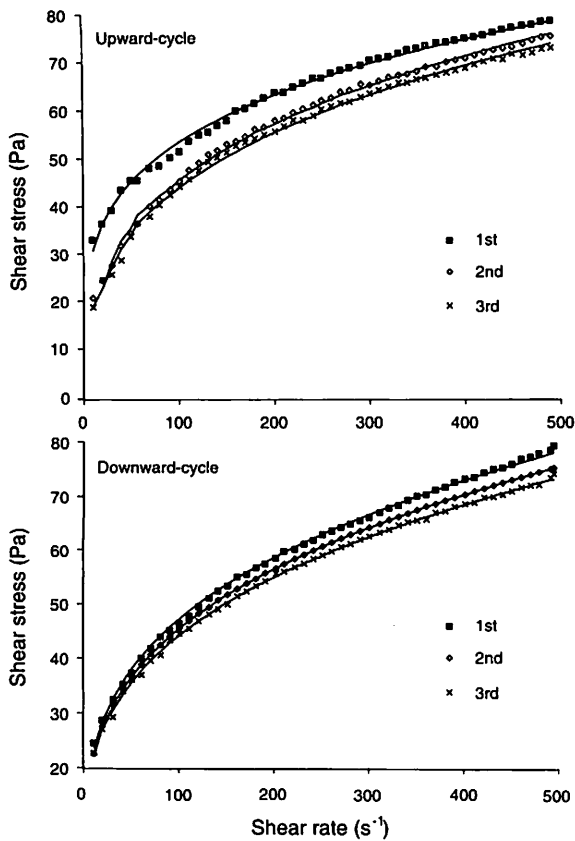 80
Upward-cycle
70
60
50
40
30
20
10
0
Shear stress (Pa)
1st
2nd
3rd
0 100 200 300 400 500
80
Downward-cycle
70
60
50
40
30
20
Shear stress (Pa)
1st
2nd
3rd
0 100 200 300 400 500
Shear rate (s⁻¹)